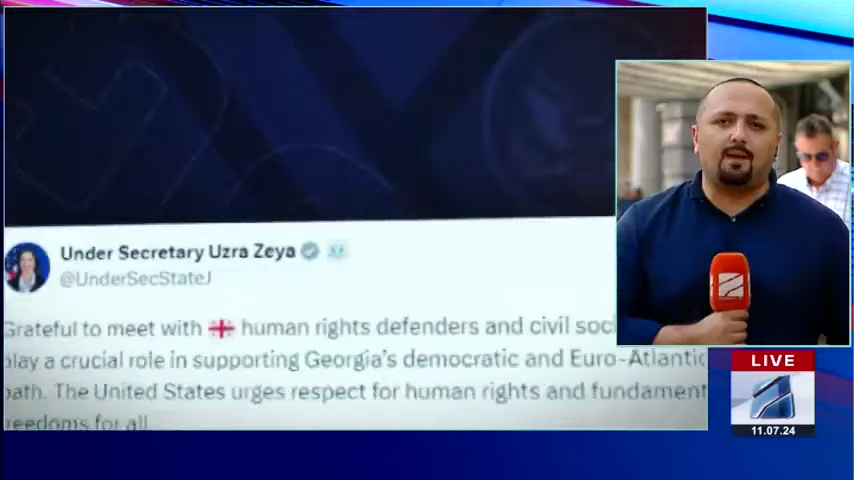 Under Secretary Uzra Zeya
@UnderSecStateJ
Grateful to meet with human rights defenders and civil soc
play a crucial role in supporting Georgia's democratic and Euro-Atlantic
path. The United States urges respect for human rights and fundament
freedoms for all
LIVE
11.07.24